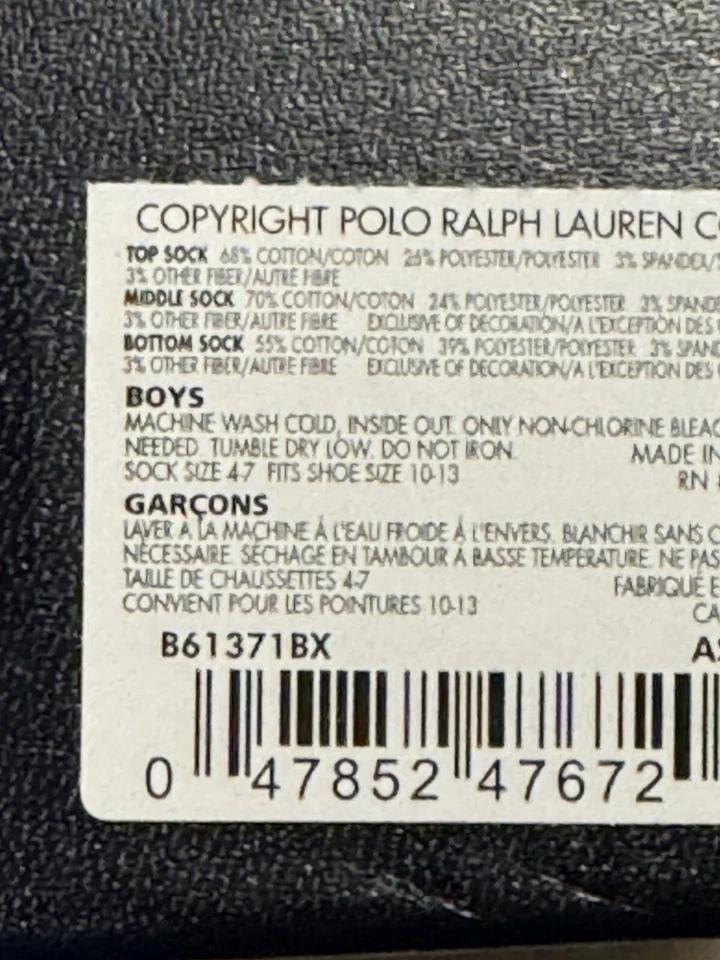 COPYRIGHT POLO RALPH LAUREN
TOP SOCK 68% COTTON/COTON 26% POLYESTER/POLYESTER 3% SPANDEX/
3% OTHER FIBER/AUTRE FIBRE
MIDDLE SOCK 70% COTTON/COTON 24% POLYESTER/POLYESTER 3% SPAND
3% OTHER FIBER/AUTRE FIBRE EXCLUSIVE OF DECORATION/A L'EXCEPTION DES
BOTTOM SOCK 55% COTTON/COTON 39% POLYESTER/POLYESTER 3% SPAN
3% OTHER FIBER/AUTRE FIBRE EXCLUSIVE OF DECORATION/A L'EXCEPTION DES
BOYS
MACHINE WASH COLD, INSIDE OUT. ONLY NON-CHLORINE BLEAC
NEEDED. TUMBLE DRY LOW. DO NOT IRON. MADE IN
SOCK SIZE 4-7 FITS SHOE SIZE 10-13 RN
GARÇONS
LAVER A LA MACHINE À L'EAU FROIDE À L'ENVERS. BLANCHIR SANS C
NÉCESSAIRE. SECHAGE EN TAMBOUR A BASSE TEMPERATURE. NE PAS
TAILLE DE CHAUSSETTES 4-7 FABRIQUE E
CONVIENT POUR LES POINTURES 10-13 CA
B61371BX AS
0 47852 47672